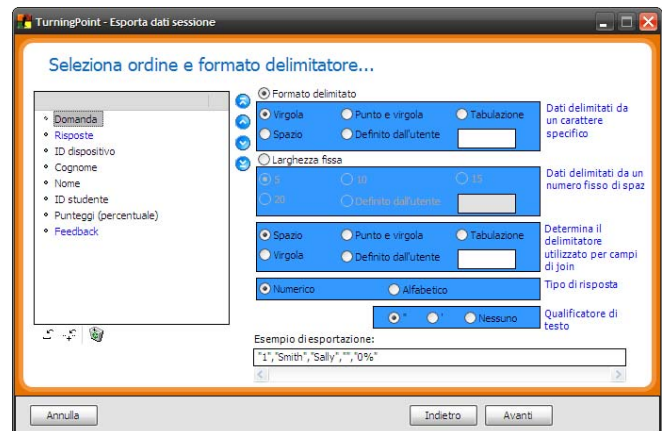 TurningPoint - Esporta dati sessione
Seleziona ordine e formato delimitatore...
Domanda
Risposte
ID dispositivo
Cognome
Nome
ID studente
Punteggi (percentuale)
Feedback
Formato delimitato
Virgola Punto e virgola Tabulazione
Spazio Definito dall'utente
Dati delimitati da
un carattere
specifico
Larghezza fissa
5 10 15
20 Definito dall'utente
Dati delimitati da un
numero fisso di spaz
Spazio Punto e virgola Tabulazione
Virgola Definito dall'utente
Determina il
delimitatore
utilizzato per campi
di join
Numerico Alfabetico
Tipo di risposta
" ' Nessuno
Qualificatore di
testo
Esempio di esportazione:
"1","Smith","Sally","","0%"
Annulla Indietro Avanti